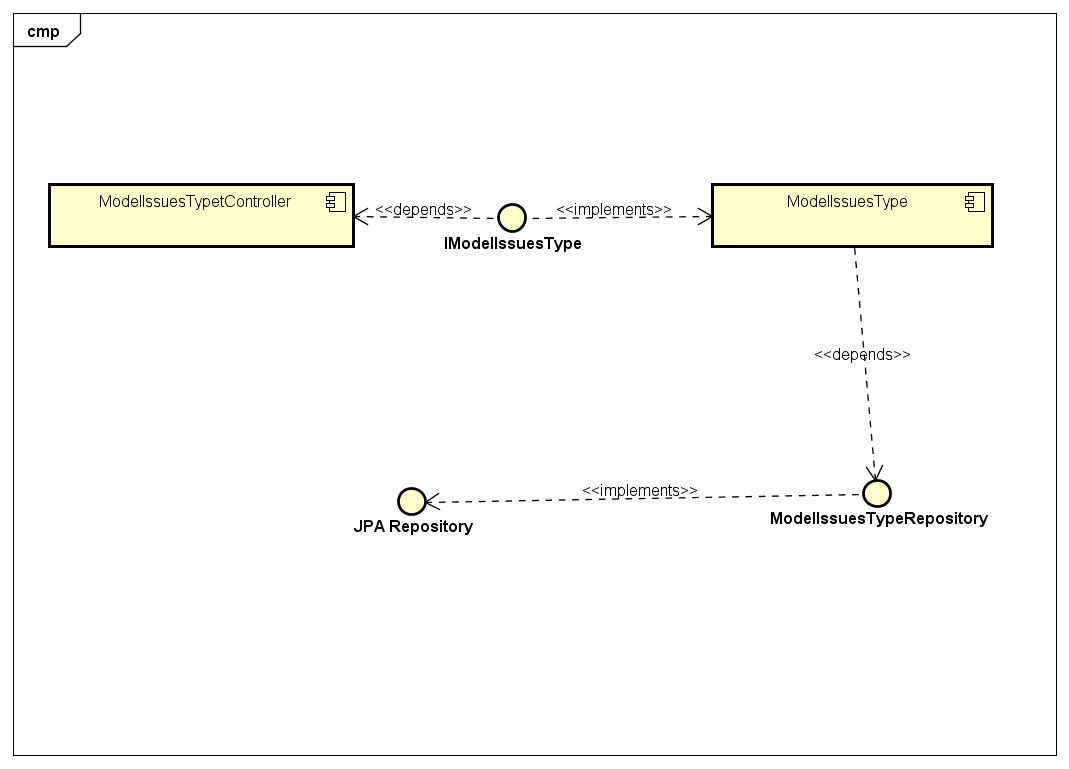 cmp
ModelIssuesTypetController
<<depends>>
<<implements>>
ModelIssuesType
IModelIssuesType
<<depends>>
<<implements>>
JPA Repository
ModelIssuesTypeRepository